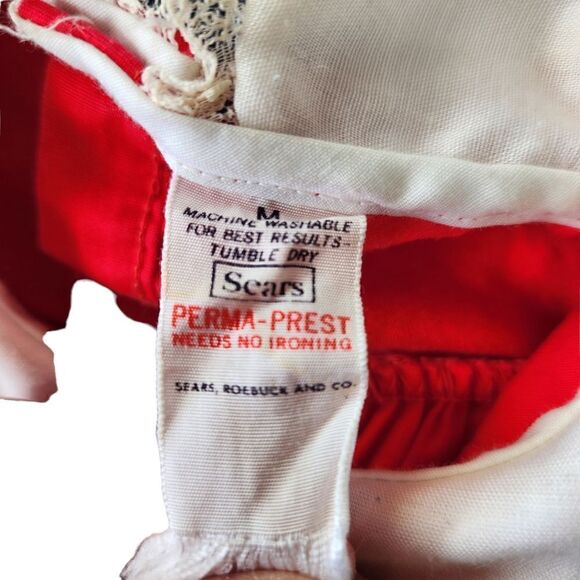 M
MACHINE WASHABLE
FOR BEST RESULTS
TUMBLE DRY
Sears
PERMA-PREST
NEEDS NO IRONING
SEARS, ROEBUCK AND CO.